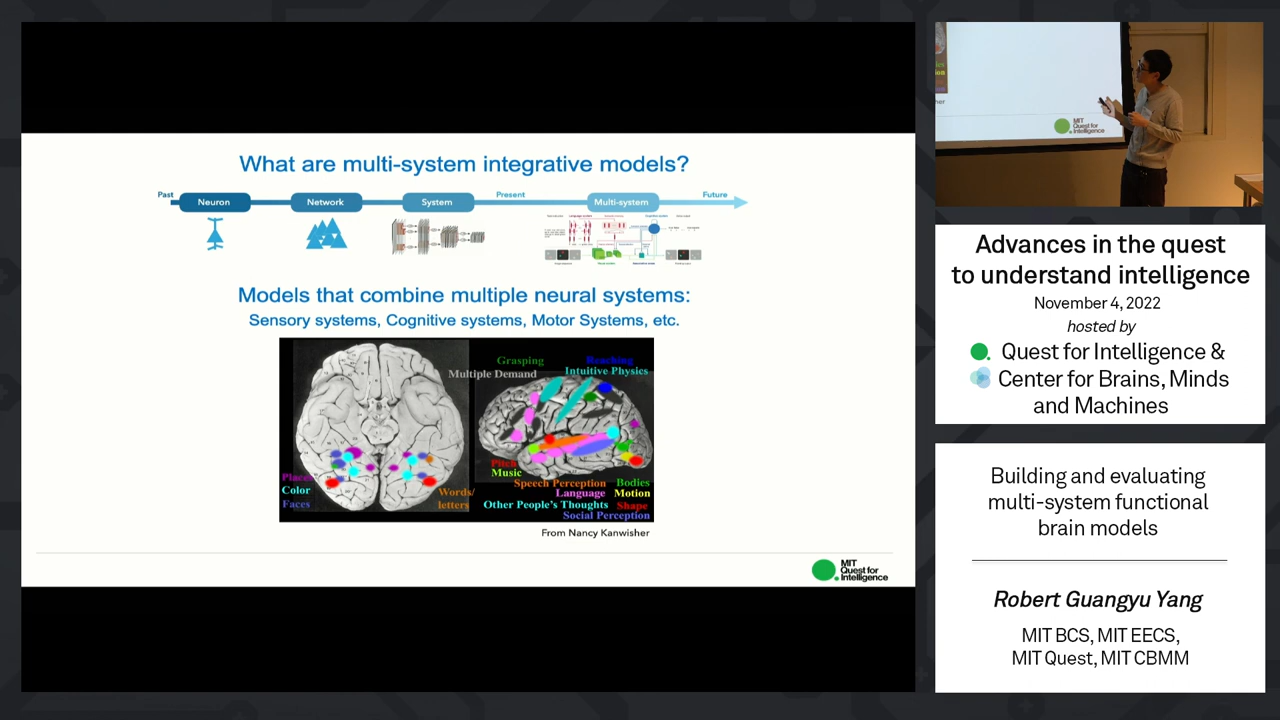 What are multi-system integrative models?
Past
Neuron
Network
System
Present
Multi-system
Future
Models that combine multiple neural systems:
Sensory systems, Cognitive systems, Motor Systems, etc.
Grasping
Reaching
Multiple Demand
Intuitive Physics
Places
Color
Faces
Words/
letters
Pitch
Music
Speech Perception
Bodies
Language
Motion
Other People's Thoughts
Shape
Social Perception
From Nancy Kanwisher
MIT
Quest for
Intelligence
MIT
Quest for
Intelligence
Advances in the quest
to understand intelligence
November 4, 2022
hosted by
Quest for Intelligence &
Center for Brains, Minds
and Machines
Building and evaluating
multi-system functional
brain models
Robert Guangyu Yang
MIT BCS, MIT EECS,
MIT Quest, MIT CBMM